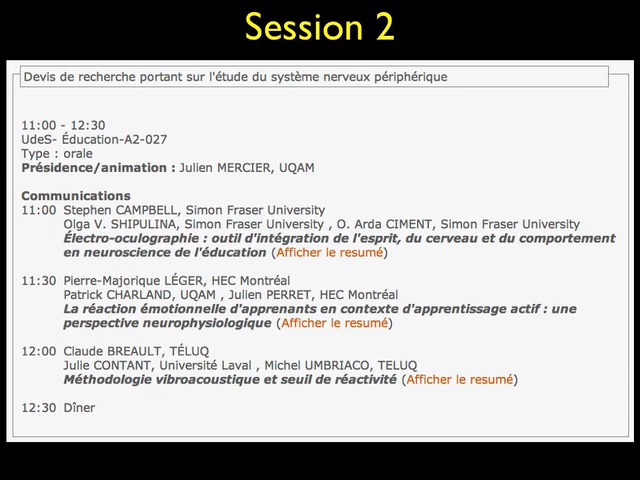 Session 2
Devis de recherche portant sur l'étude du système nerveux périphérique
11:00 - 12:30
UdeS- Éducation-A2-027
Type : orale
Présidence/animation : Julien MERCIER, UQAM
Communications
11:00 Stephen CAMPBELL, Simon Fraser University
Olga V. SHIPULINA, Simon Fraser University , O. Arda CIMENT, Simon Fraser University
Électro-oculographie : outil d'intégration de l'esprit, du cerveau et du comportement
en neuroscience de l'éducation (Afficher le resumé)
11:30 Pierre-Majorique LÉGER, HEC Montréal
Patrick CHARLAND, UQAM , Julien PERRET, HEC Montréal
La réaction émotionnelle d'apprenants en contexte d'apprentissage actif : une
perspective neurophysiologique (Afficher le resumé)
12:00 Claude BREAULT, TÉLUQ
Julie CONTANT, Université Laval , Michel UMBRIACO, TELUQ
Méthodologie vibroacoustique et seuil de réactivité (Afficher le resumé)
12:30 Dîner